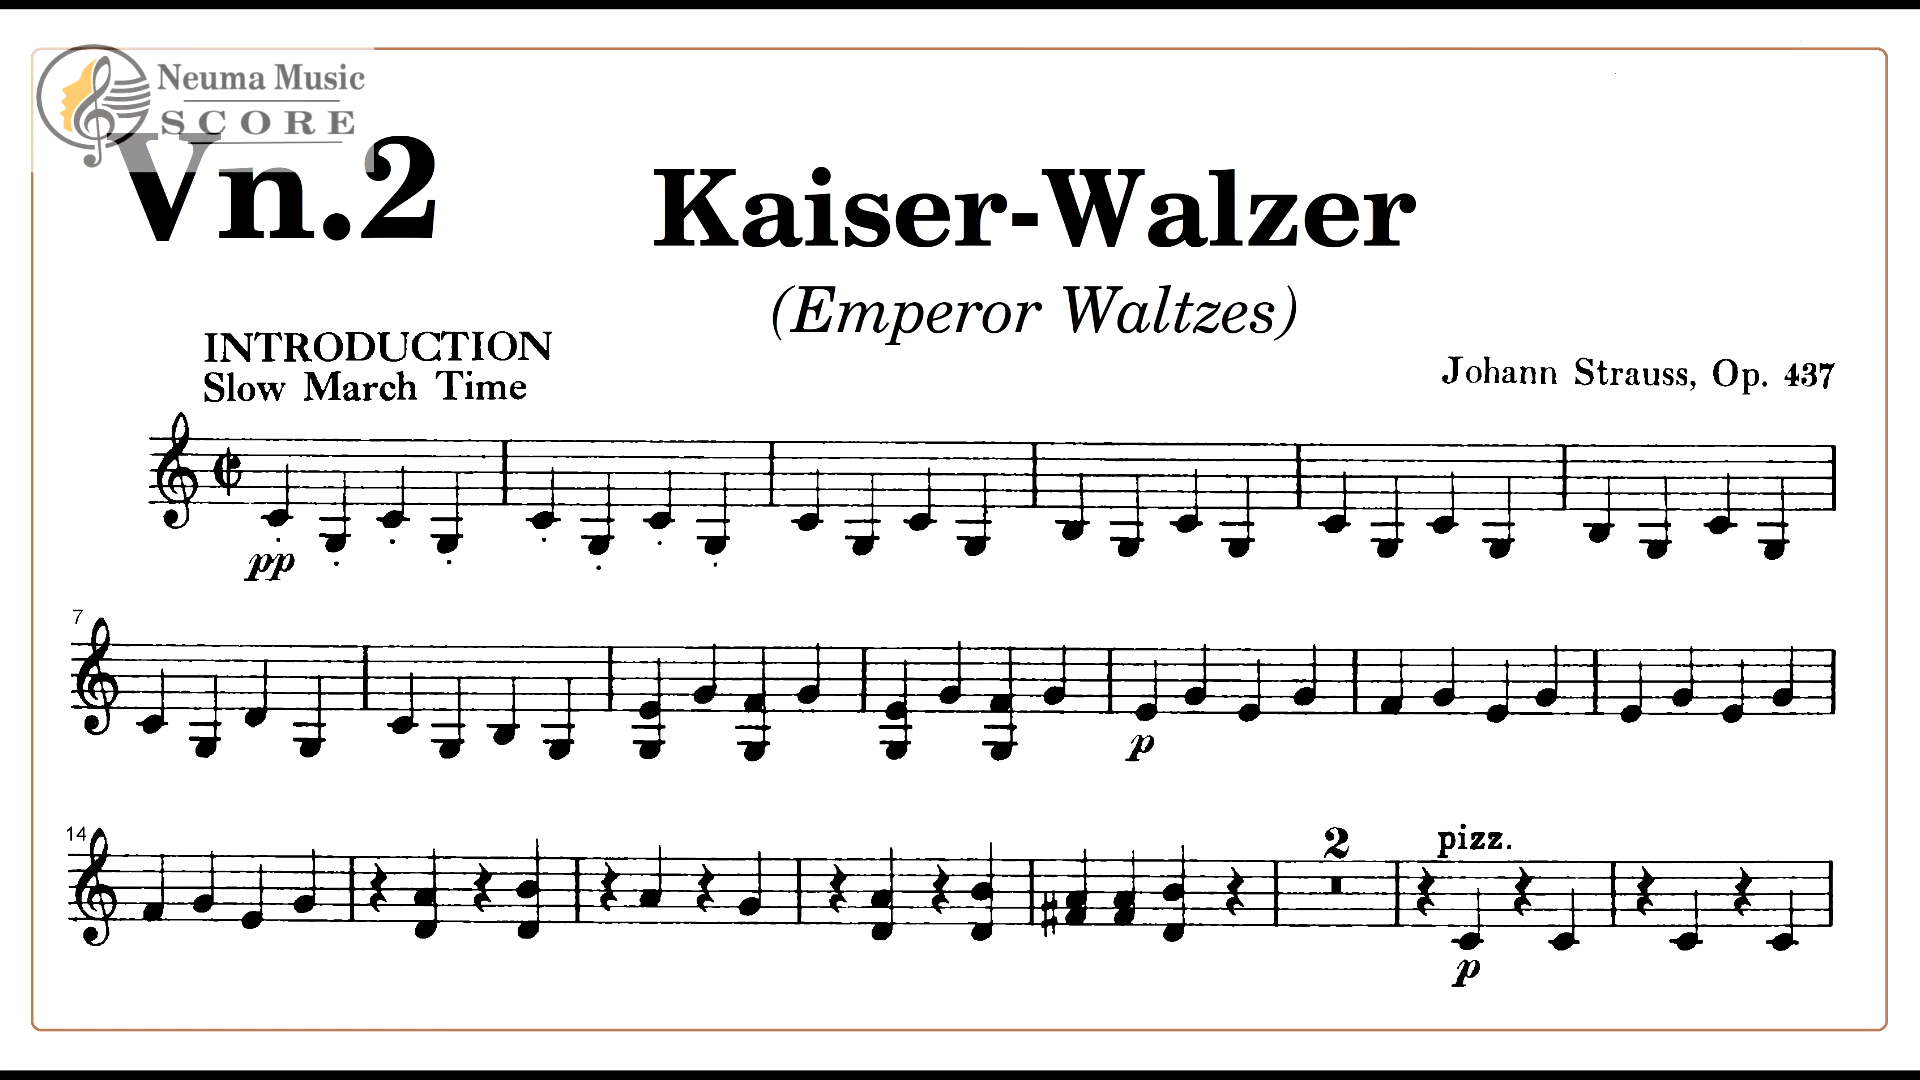 Neuma Music
SCORE
Vn.2
Kaiser-Walzer
(Emperor Waltzes)
INTRODUCTION
Slow March Time
Johann Strauss, Op. 437
pp
7
p
14
2
pizz.
p